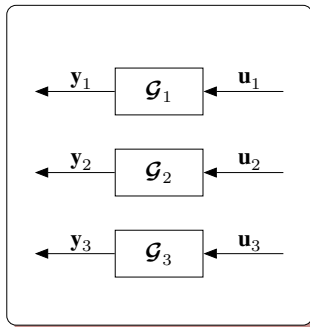 y₁ 𝓖₁ u₁
y₂ 𝓖₂ u₂
y₃ 𝓖₃ u₃